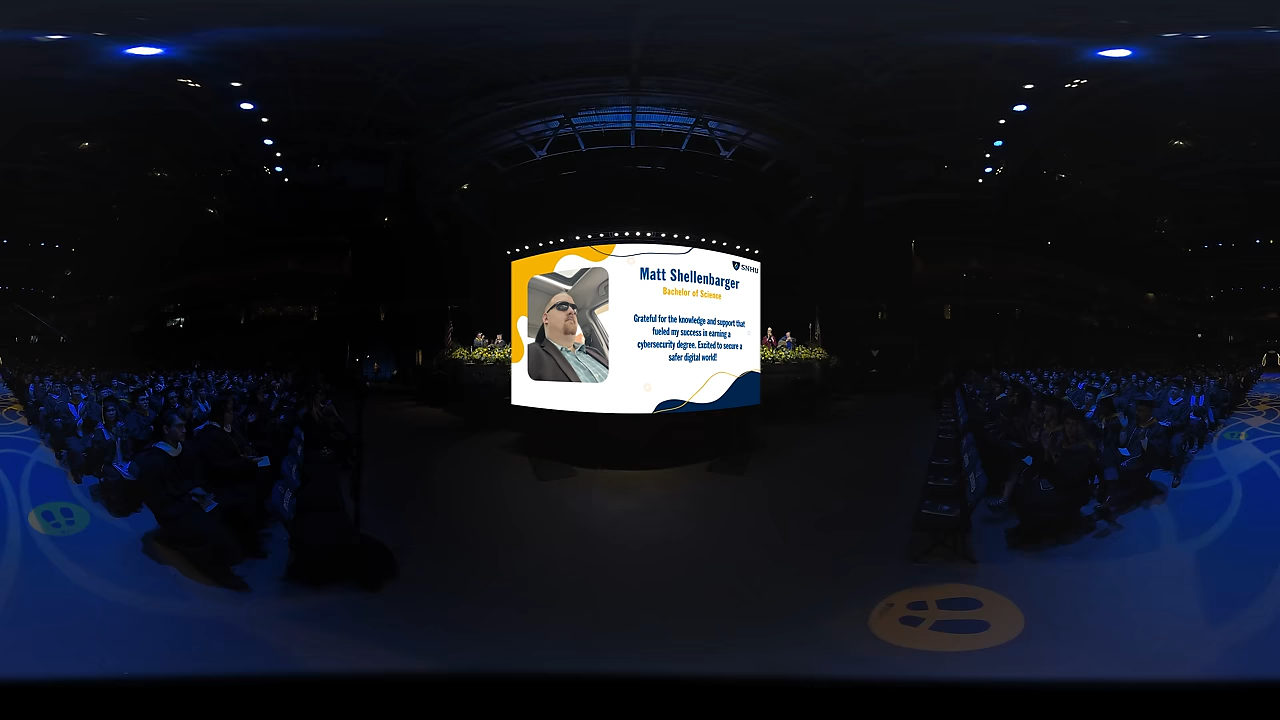 SNHU
Matt Shellenbarger
Bachelor of Science
Grateful for the knowledge and support that
fueled my success in earning a
cybersecurity degree. Excited to secure a
safer digital world!